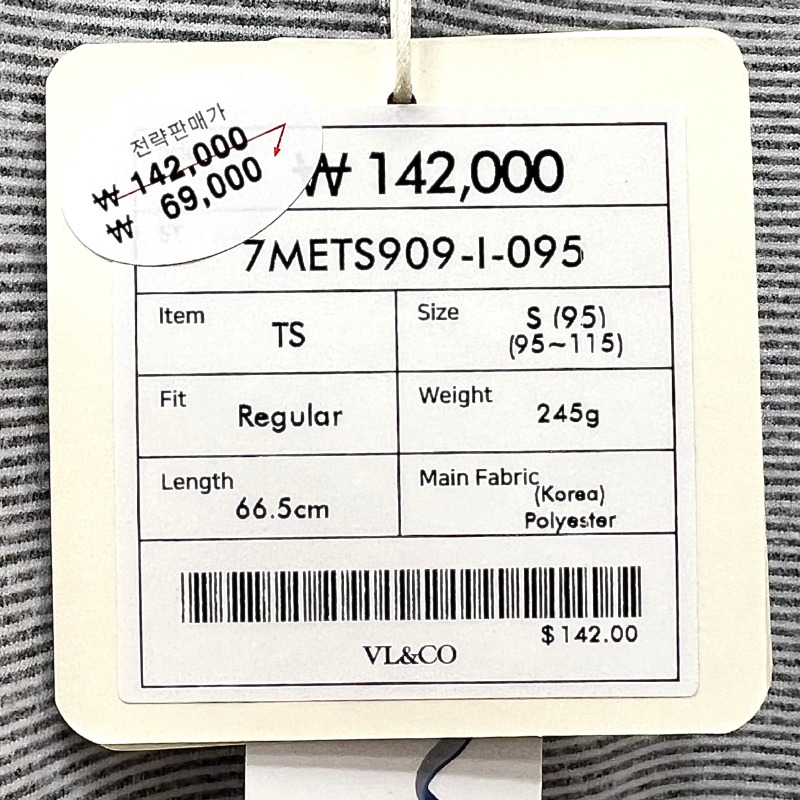 전략판매가
₩ 142,000
₩ 69,000
₩ 142,000
7METS909-I-095
Item
TS
Size
S (95)
(95~115)
Fit
Regular
Weight
245g
Length
66.5cm
Main Fabric
(Korea)
Polyester
$142.00
VL&CO